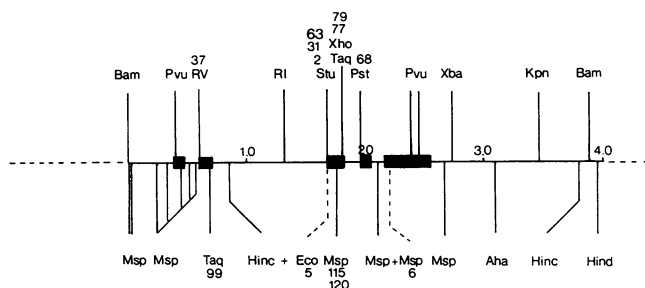 79
63 77
31 Xho
37 2 Taq 68
Bam Pvu RV RI Stu Pst Pvu Xba Kpn Bam
1.0 2.0 3.0 4.0
Msp Msp Taq Hinc + Eco Msp Msp + Msp Msp Aha Hinc Hind
99 5 115 6
120